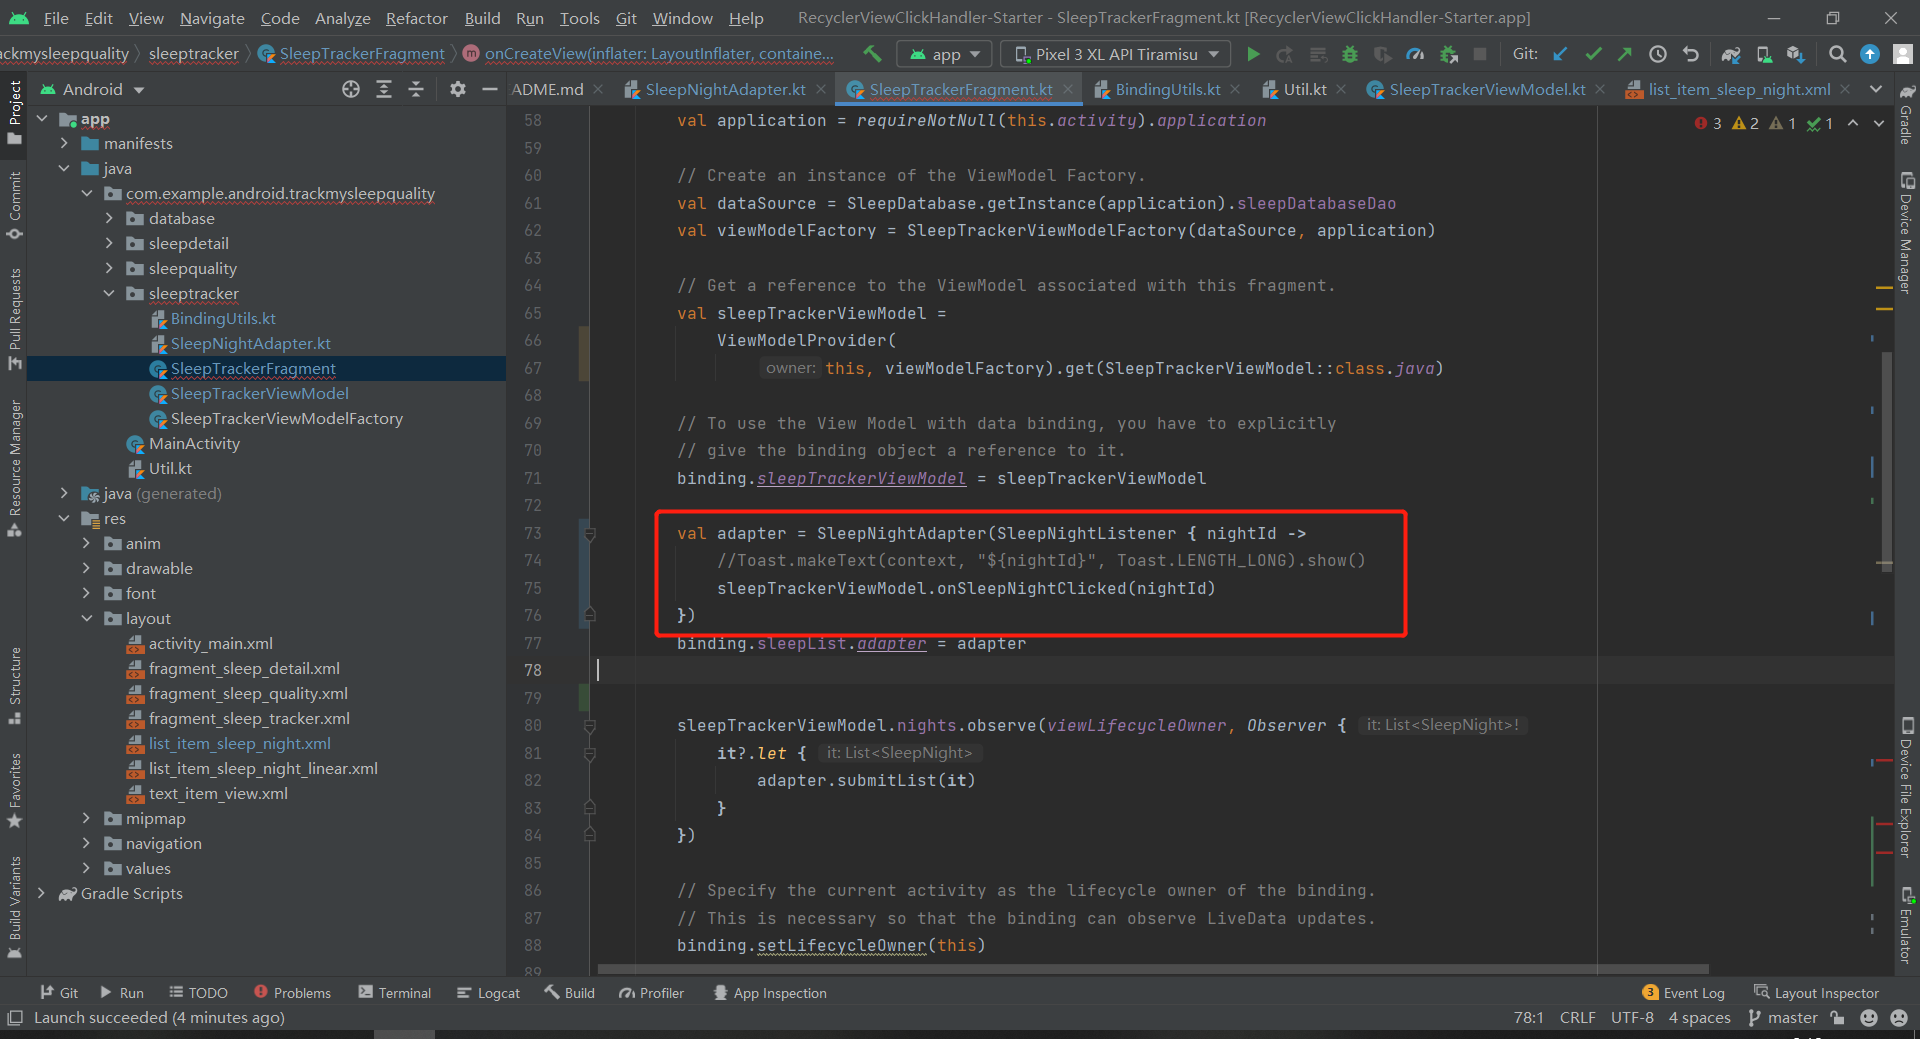 File Edit View Navigate Code Analyze Refactor Build Run Tools Git Window Help RecyclerViewClickHandler-Starter - SleepTrackerFragment.kt [RecyclerViewClickHandler-Starter.app]
ackmysleepquality sleeptracker SleepTrackerFragment onCreateView(inflater: LayoutInflater, containe... app Pixel 3 XL API Tiramisu Git:
Android ADME.md SleepNightAdapter.kt SleepTrackerFragment.kt BindingUtils.kt Util.kt SleepTrackerViewModel.kt list_item_sleep_night.xml
Project
Commit
Pull Requests
Resource Manager
Structure
Favorites
Build Variants
app
manifests
java
com.example.android.trackmysleepquality
database
sleepdetail
sleepquality
sleeptracker
BindingUtils.kt
SleepNightAdapter.kt
SleepTrackerFragment
SleepTrackerViewModel
SleepTrackerViewModelFactory
MainActivity
Util.kt
java (generated)
res
anim
drawable
font
layout
activity_main.xml
fragment_sleep_detail.xml
fragment_sleep_quality.xml
fragment_sleep_tracker.xml
list_item_sleep_night.xml
list_item_sleep_night_linear.xml
text_item_view.xml
mipmap
navigation
values
Gradle Scripts
3 2 1 1
58 val application = requireNotNull(this.activity).application
59
60 // Create an instance of the ViewModel Factory.
61 val dataSource = SleepDatabase.getInstance(application).sleepDatabaseDao
62 val viewModelFactory = SleepTrackerViewModelFactory(dataSource, application)
63
64 // Get a reference to the ViewModel associated with this fragment.
65 val sleepTrackerViewModel =
66 ViewModelProvider(
67 owner: this, viewModelFactory).get(SleepTrackerViewModel::class.java)
68
69 // To use the View Model with data binding, you have to explicitly
70 // give the binding object a reference to it.
71 binding.sleepTrackerViewModel = sleepTrackerViewModel
72
73 val adapter = SleepNightAdapter(SleepNightListener { nightId ->
74 //Toast.makeText(context, "${nightId}", Toast.LENGTH_LONG).show()
75 sleepTrackerViewModel.onSleepNightClicked(nightId)
76 })
77 binding.sleepList.adapter = adapter
78
79
80 sleepTrackerViewModel.nights.observe(viewLifecycleOwner, Observer { it: List<SleepNight>!
81 it?.let { it: List<SleepNight>
82 adapter.submitList(it)
83 }
84 })
85
86 // Specify the current activity as the lifecycle owner of the binding.
87 // This is necessary so that the binding can observe LiveData updates.
88 binding.setLifecycleOwner(this)
89
Gradle
Device Manager
Device File Explorer
Emulator
Git Run TODO Problems Terminal Logcat Build Profiler App Inspection 3 Event Log Layout Inspector
Launch succeeded (4 minutes ago) 78:1 CRLF UTF-8 4 spaces master